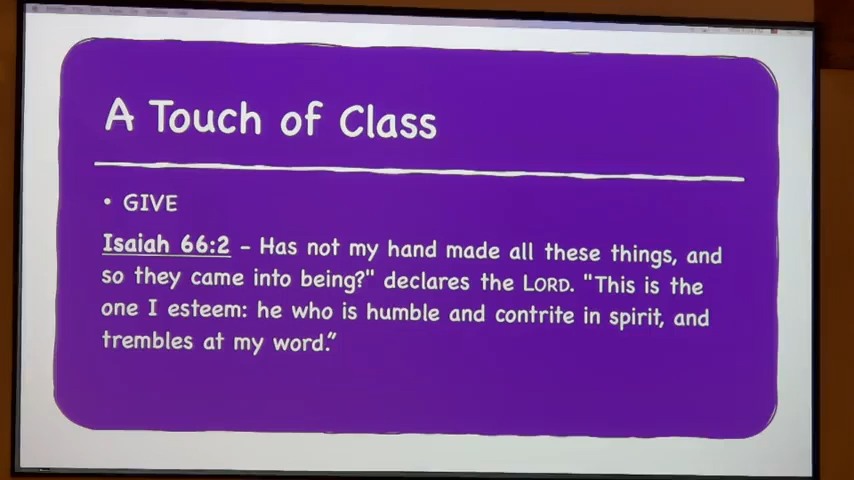 A Touch of Class
• GIVE
Isaiah 66:2 – Has not my hand made all these things, and
so they came into being?" declares the LORD. "This is the
one I esteem: he who is humble and contrite in spirit, and
trembles at my word.”